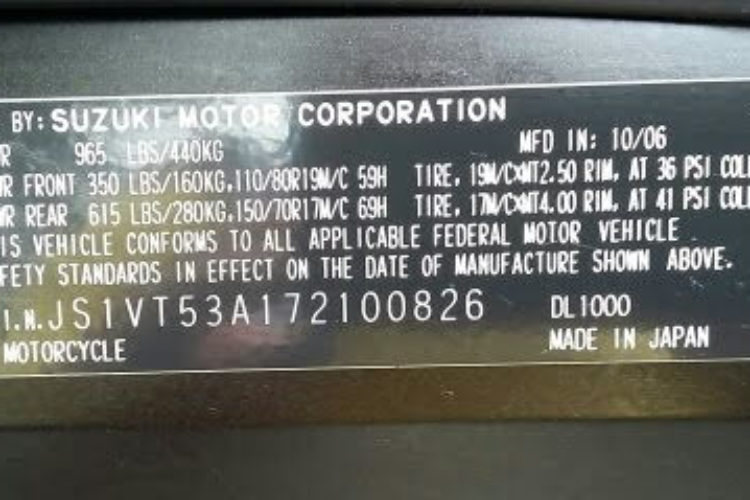 BY: SUZUKI MOTOR CORPORATION
R 965 LBS/440KG MFD IN: 10/06
R FRONT 350 LBS/160KG.110/80R19M/C 59H TIRE. 19M/CXMT2.50 RIM. AT 36 PSI COL
R REAR 615 LBS/280KG.150/70R17M/C 69H TIRE. 17M/CXMT4.00 RIM. AT 41 PSI COL
IS VEHICLE CONFORMS TO ALL APPLICABLE FEDERAL MOTOR VEHICLE
FETY STANDARDS IN EFFECT ON THE DATE OF MANUFACTURE SHOWN ABOVE.
I.N. JS1VT53A172100826 DL1000
MOTORCYCLE MADE IN JAPAN